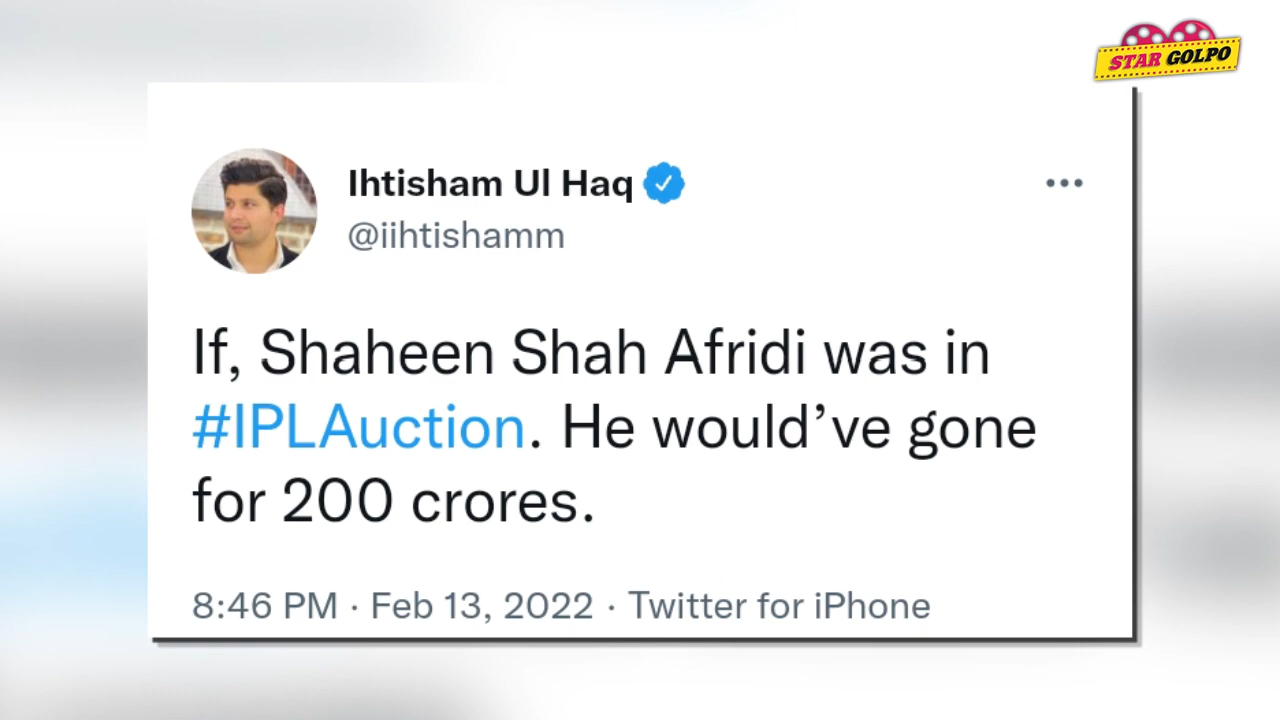 STAR GOLPO
Ihtisham Ul Haq
@iihtishamm
If, Shaheen Shah Afridi was in
#IPLAuction. He would’ve gone
for 200 crores.
8:46 PM · Feb 13, 2022 · Twitter for iPhone